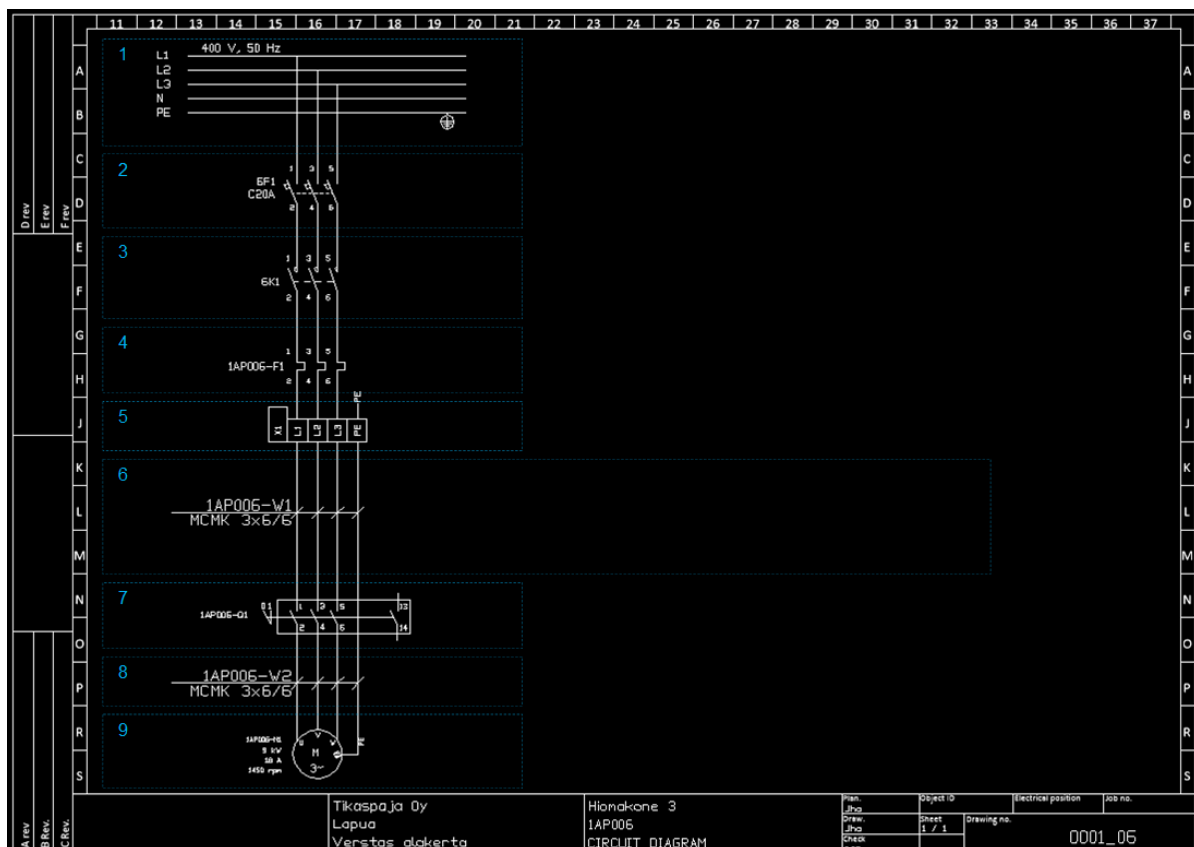 11 12 13 14 15 16 17 18 19 20 21 22 23 24 25 26 27 28 29 30 31 32 33 34 35 36 37
1
400 V, 50 Hz
L1
L2
L3
N
PE
A A
B B
2
C C
1 3 5
6F1
C20A
2 4 6
D D
D rev
E rev
F rev
3
E E
1 3 5
6K1
2 4 6
F F
4
G G
1 3 5
1AP006-F1
2 4 6
H H
PE
5
X1 L1 L2 L3 PE
J J
6
K K
1AP006-W1
MCMK 3x6/6
L L
M M
7
N N
1 3 5 13
1AP006-Q1
2 4 6 14
O O
8
1AP006-W2
MCMK 3x6/6
P P
9
R R
U V W PE
1AP006-M1
M
3~
1450 rpm
S S
A rev
B Rev.
C Rev.
Tikaspaja Oy
Lapua
Verstas alakerta
Hiomakone 3
1AP006
CIRCUIT DIAGRAM
Plan.
Jha
Draw.
Jha
Check
Object ID
Sheet
1 / 1
Electrical position
Job no.
Drawing no.
0001_06